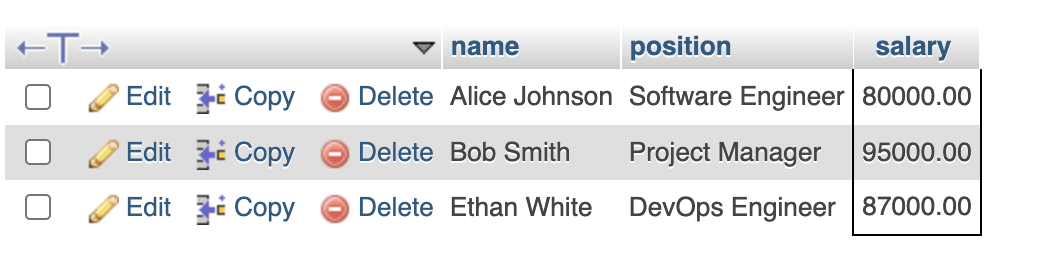 ←T→ name position salary
Edit Copy Delete Alice Johnson Software Engineer 80000.00
Edit Copy Delete Bob Smith Project Manager 95000.00
Edit Copy Delete Ethan White DevOps Engineer 87000.00